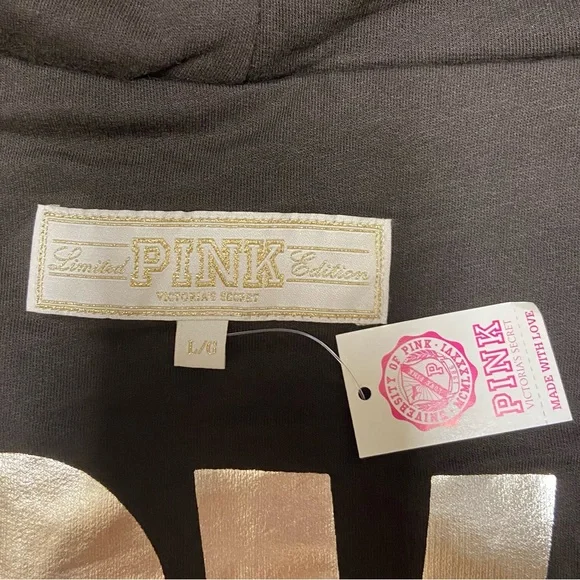 Limited PINK Edition
VICTORIA'S SECRET
L/G
UNIVERSITY OF PINK
PINK
VICTORIA'S SECRET
MADE WITH LOVE